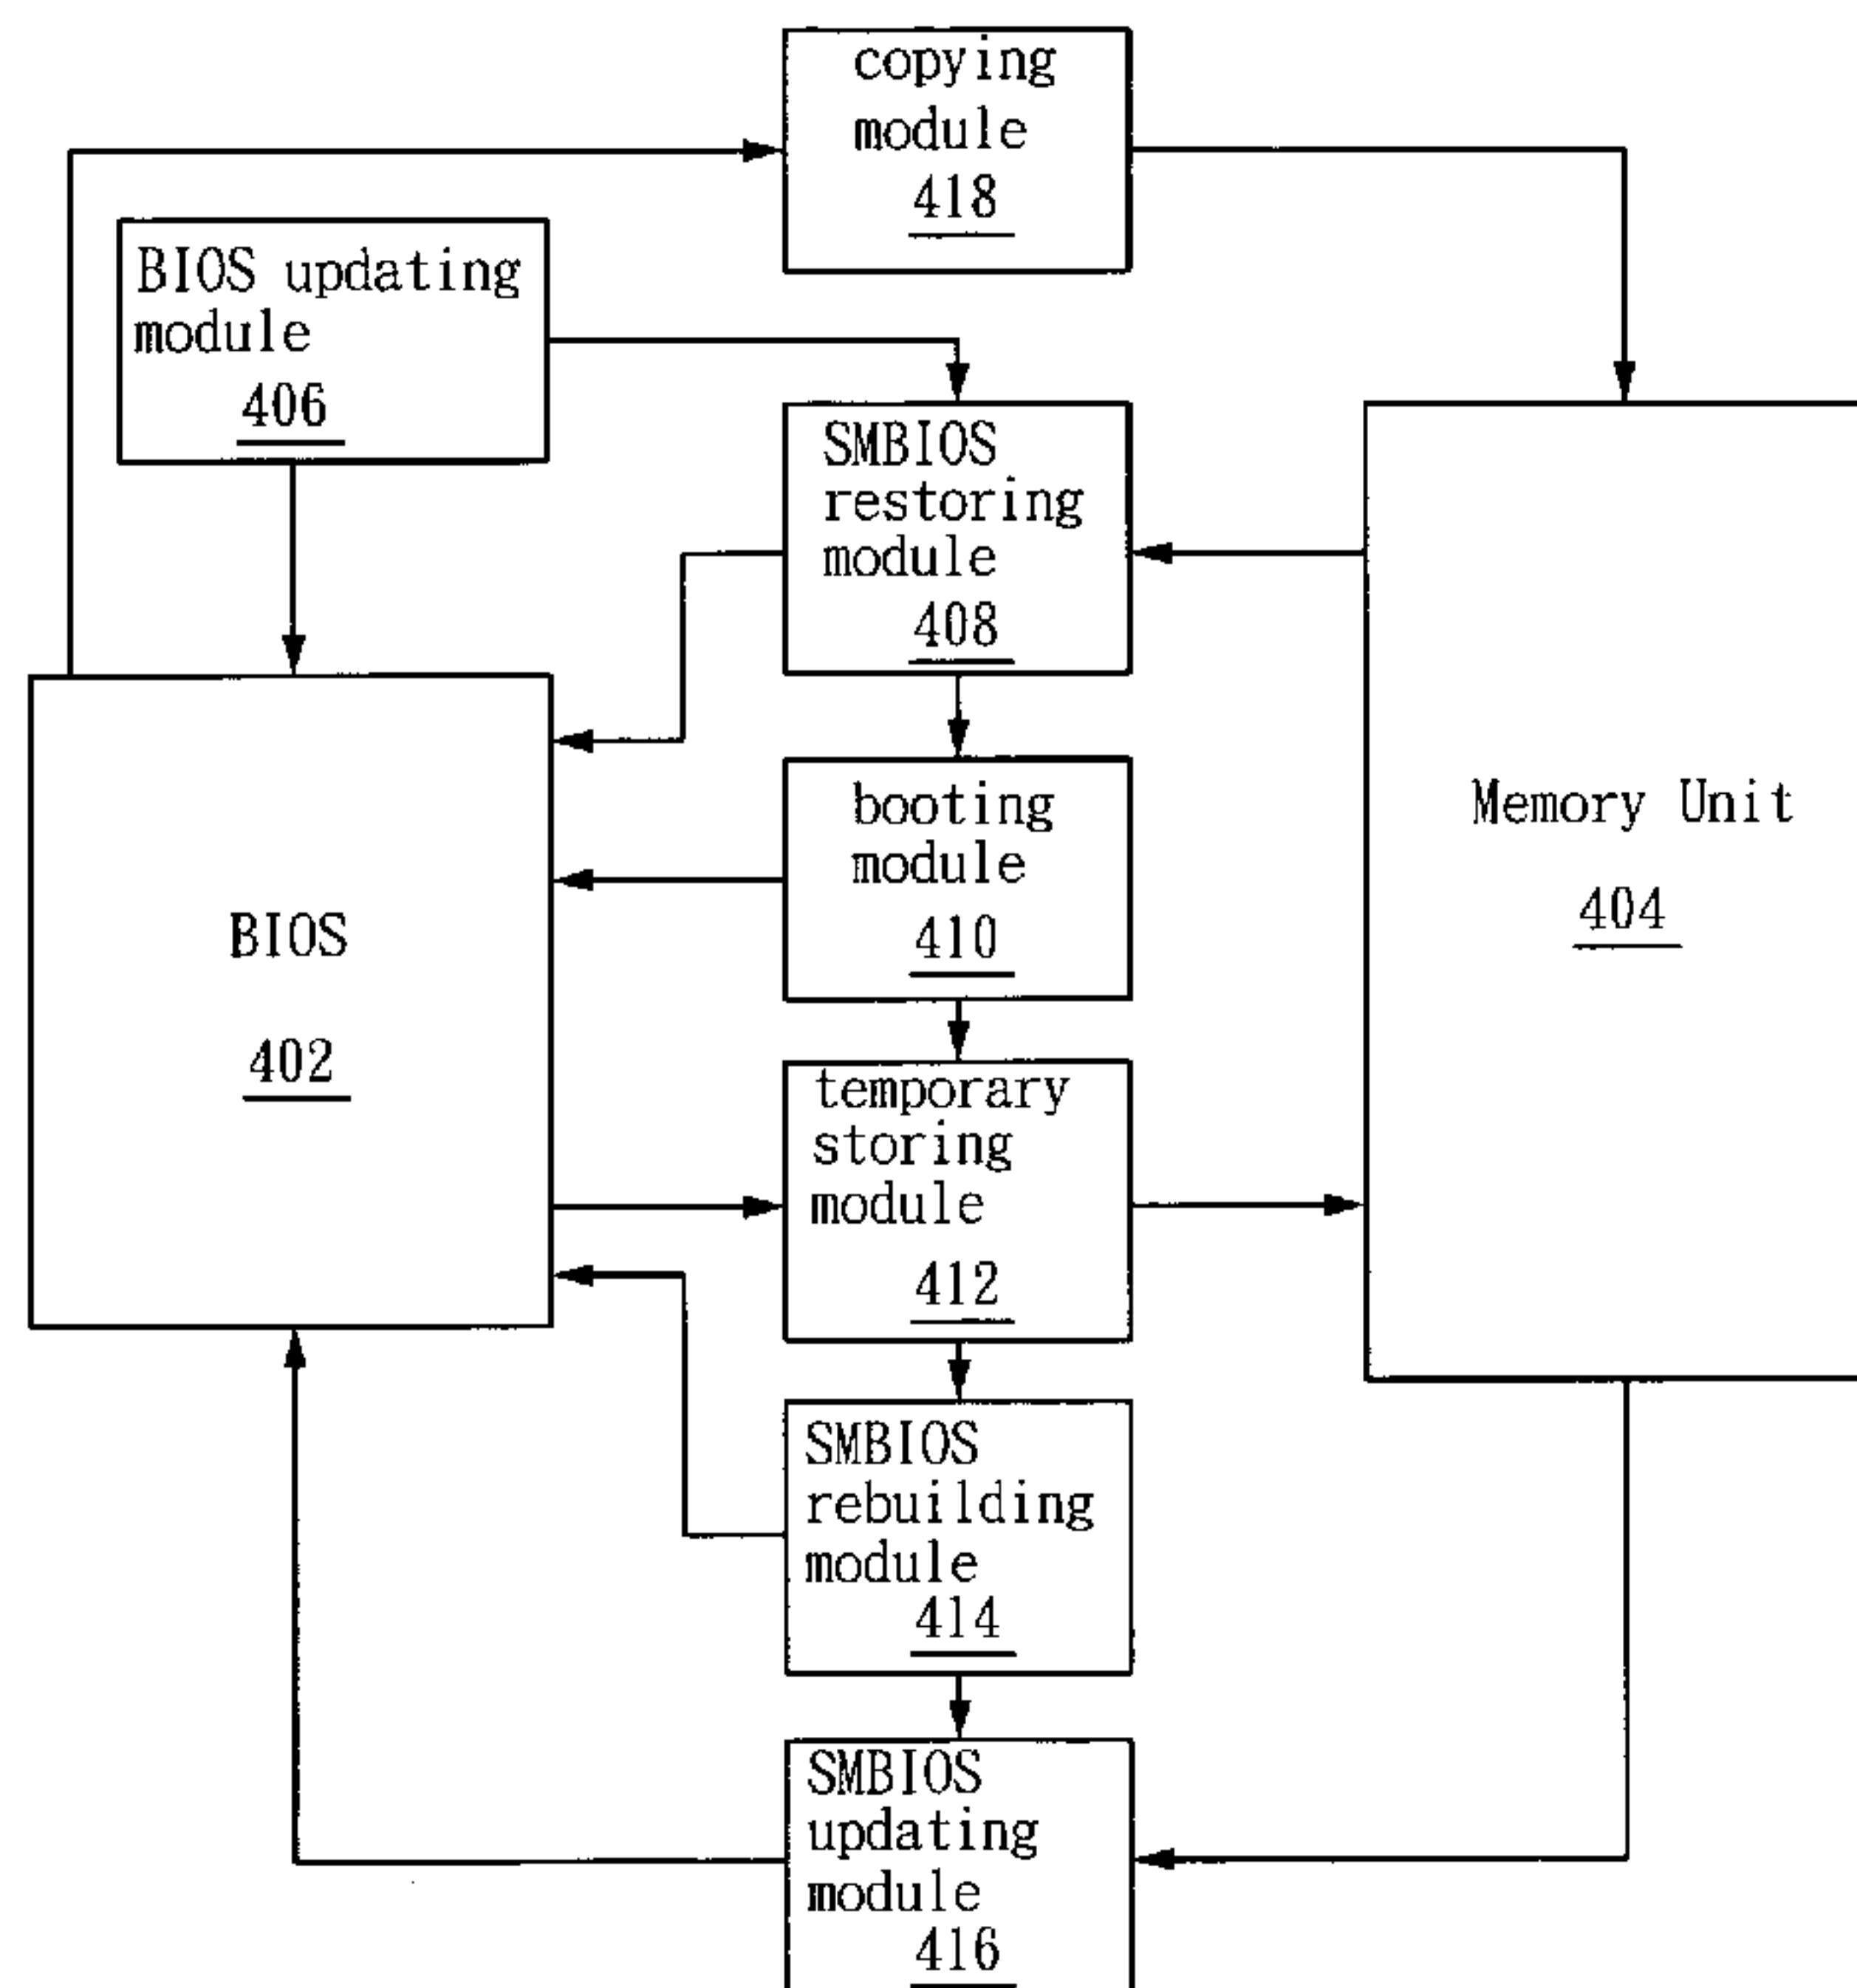 copying
module
418
BIOS updating
module
406
SMBIOS
restoring
module
408
booting
module
410
Memory Unit
404
BIOS
402
temporary
storing
module
412
SMBIOS
rebuilding
module
414
SMBIOS
updating
module
416